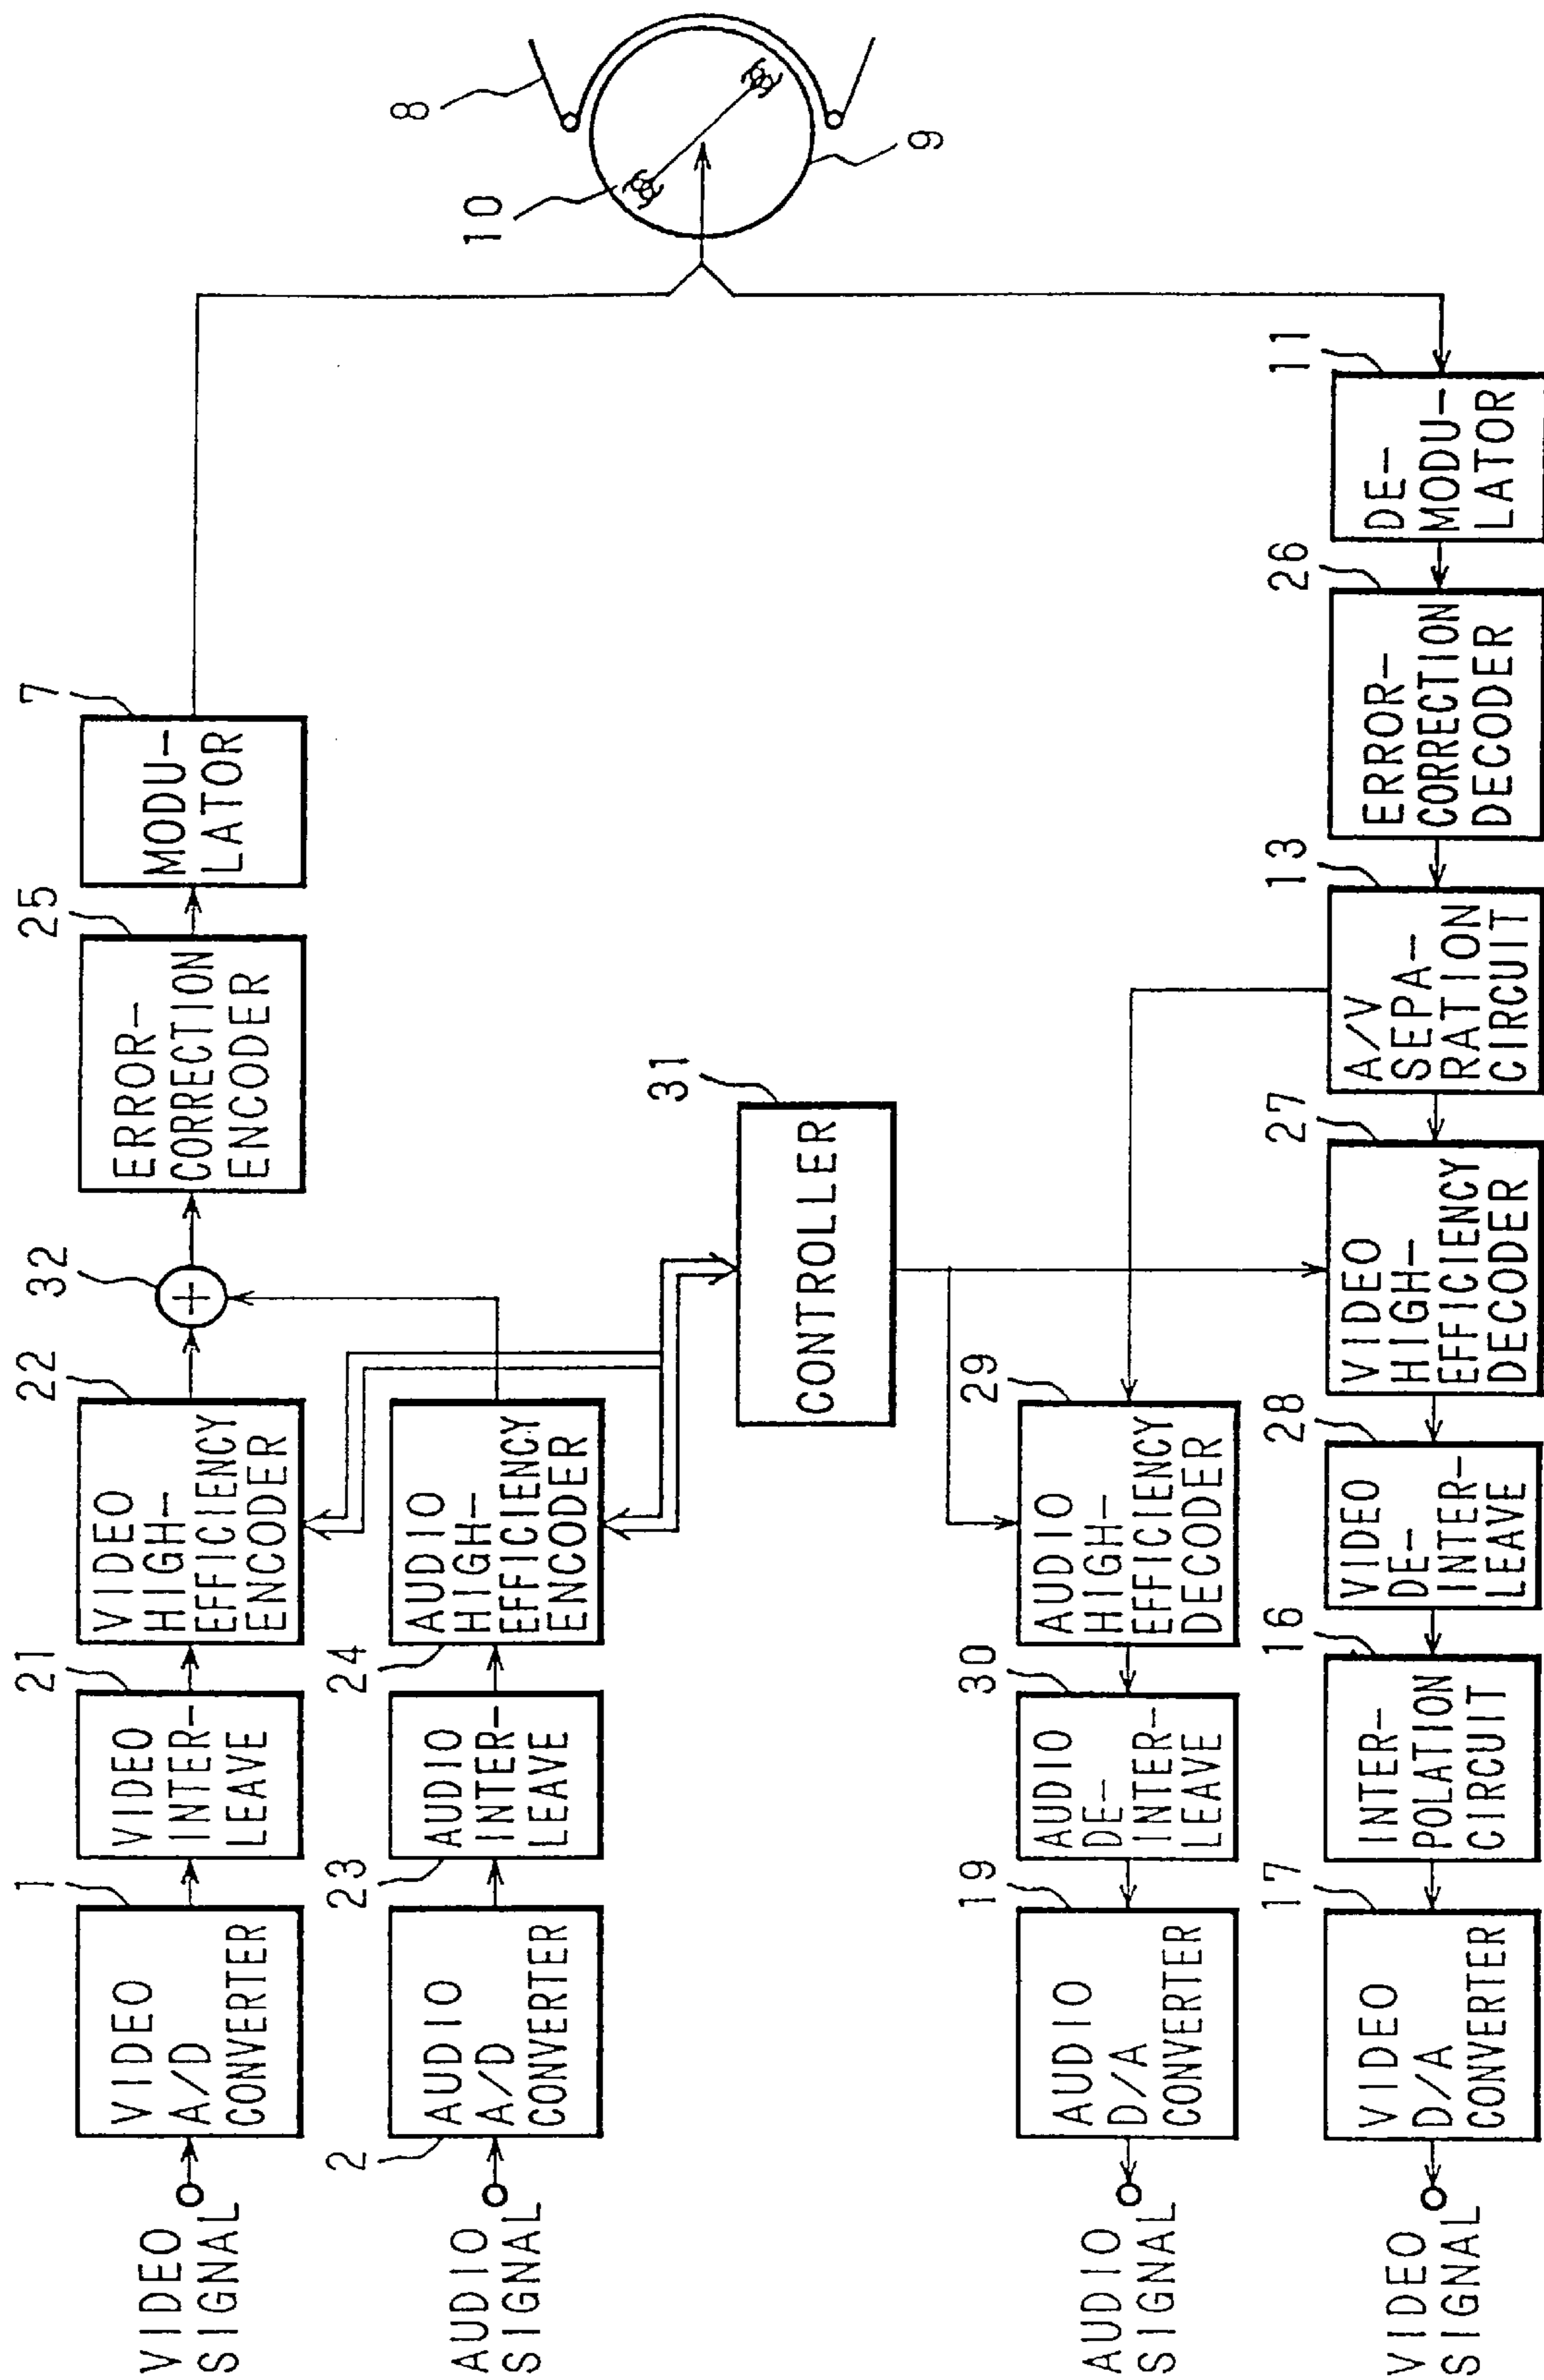 VIDEO
SIGNAL
1
VIDEO
A/D
CONVERTER
21
VIDEO
INTER-
LEAVE
22
VIDEO
HIGH-
EFFICIENCY
ENCODER
32
+
25
ERROR-
CORRECTION
ENCODER
7
MODU-
LATOR
8
10
9
AUDIO
SIGNAL
2
AUDIO
A/D
CONVERTER
23
AUDIO
INTER-
LEAVE
24
AUDIO
HIGH-
EFFICIENCY
ENCODER
31
CONTROLLER
AUDIO
SIGNAL
19
AUDIO
D/A
CONVERTER
30
AUDIO
DE-
INTER-
LEAVE
29
AUDIO
HIGH-
EFFICIENCY
DECODER
VIDEO
SIGNAL
17
VIDEO
D/A
CONVERTER
16
INTER-
POLATION
CIRCUIT
28
VIDEO
DE-
INTER-
LEAVE
27
VIDEO
HIGH-
EFFICIENCY
DECODER
13
A/V
SEPA-
RATION
CIRCUIT
26
ERROR-
CORRECTION
DECODER
11
DE-
MODU-
LATOR